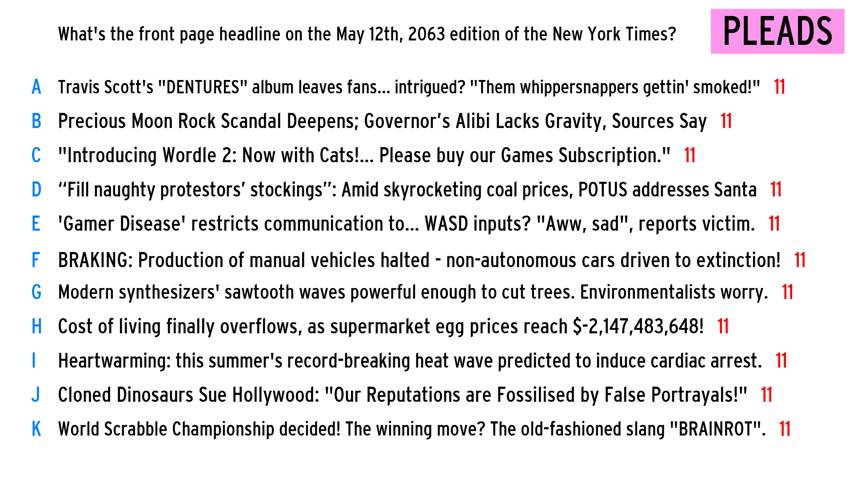 What's the front page headline on the May 12th, 2063 edition of the New York Times? PLEADS
A Travis Scott's "DENTURES" album leaves fans... intrigued? "Them whippersnappers gettin' smoked!" 11
B Precious Moon Rock Scandal Deepens; Governor’s Alibi Lacks Gravity, Sources Say 11
C "Introducing Wordle 2: Now with Cats!... Please buy our Games Subscription." 11
D “Fill naughty protestors’ stockings”: Amid skyrocketing coal prices, POTUS addresses Santa 11
E 'Gamer Disease' restricts communication to... WASD inputs? "Aww, sad", reports victim. 11
F BRAKING: Production of manual vehicles halted - non-autonomous cars driven to extinction! 11
G Modern synthesizers' sawtooth waves powerful enough to cut trees. Environmentalists worry. 11
H Cost of living finally overflows, as supermarket egg prices reach $-2,147,483,648! 11
I Heartwarming: this summer's record-breaking heat wave predicted to induce cardiac arrest. 11
J Cloned Dinosaurs Sue Hollywood: "Our Reputations are Fossilised by False Portrayals!" 11
K World Scrabble Championship decided! The winning move? The old-fashioned slang "BRAINROT". 11